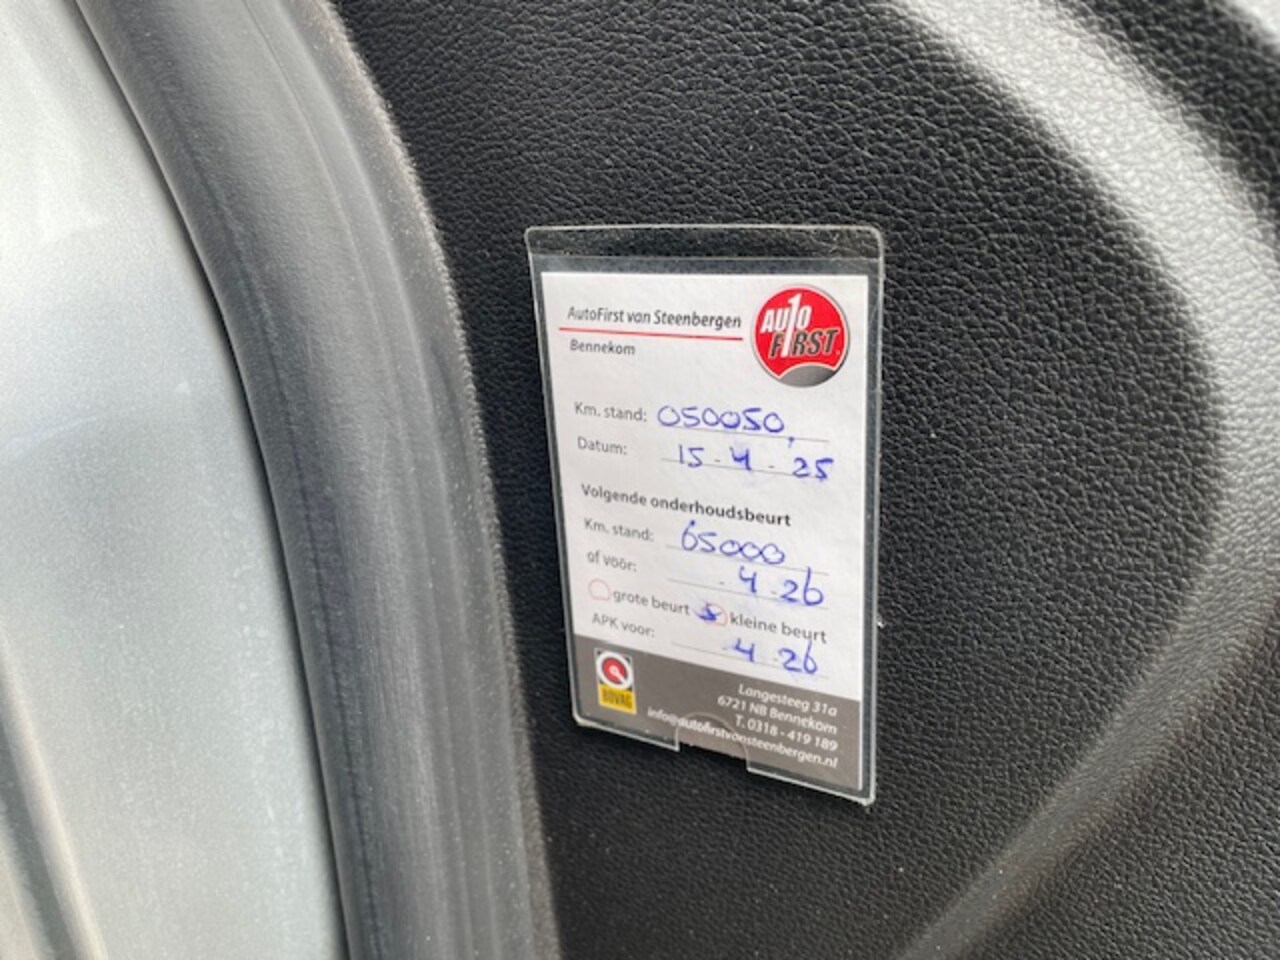 AutoFirst van Steenbergen
Bennekom
AUTO
1
FIRST
Km. stand: 050050,
Datum: 15 - 4 - 25
Volgende onderhoudsbeurt
Km. stand: 65000
of vóór: . 4 . 26
grote beurt kleine beurt
APK voor: 4 . 26
BOVAG
Langesteeg 31a
6721 NB Bennekom
T. 0318 - 419 189
info@autofirstvansteenbergen.nl